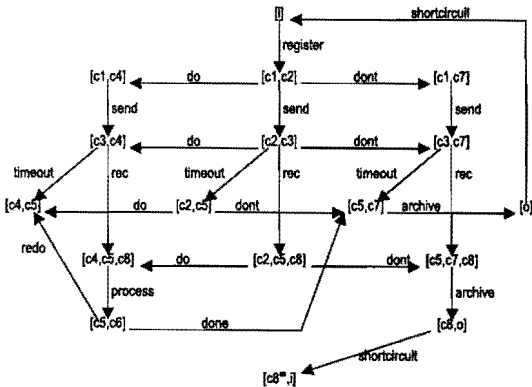 [i] shortcircuit
register
[c1,c4] do [c1,c2] dont [c1,c7]
send send send
[c3,c4] do [c2,c3] dont [c3,c7]
timeout rec timeout rec timeout rec
[c4,c5] do [c2,c5] dont [c5,c7] archive [o]
redo [c4,c5,c8] do [c2,c5,c8] dont [c5,c7,c8]
process archive
[c5,c6] done [c8,o]
shortcircuit
[c8*,i]